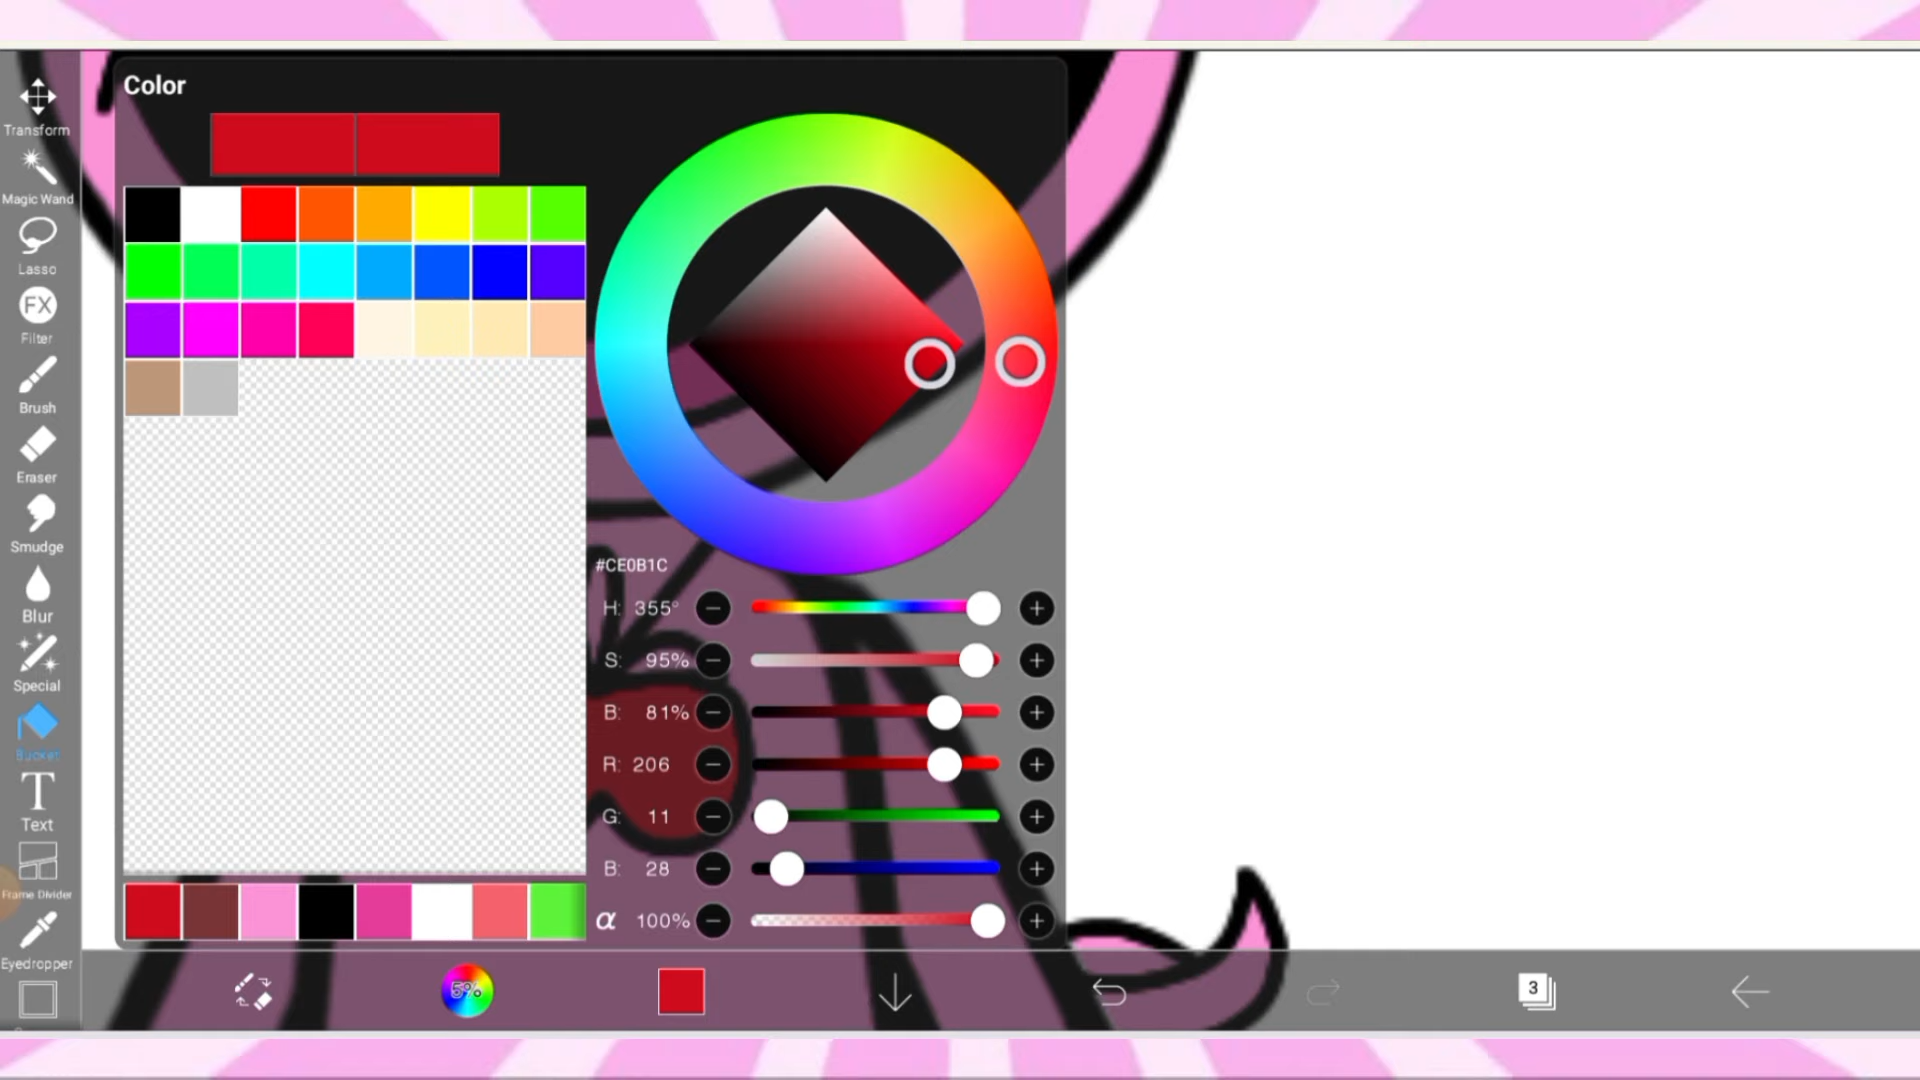 Color
Transform
Magic Wand
Lasso
FX
Filter
Brush
Eraser
Smudge
Blur
Special
Bucket
T
Text
Frame Divider
Eyedropper
#CE0B1C
H: 355°
S: 95%
B: 81%
R: 206
G: 11
B: 28
α 100%
5%
3